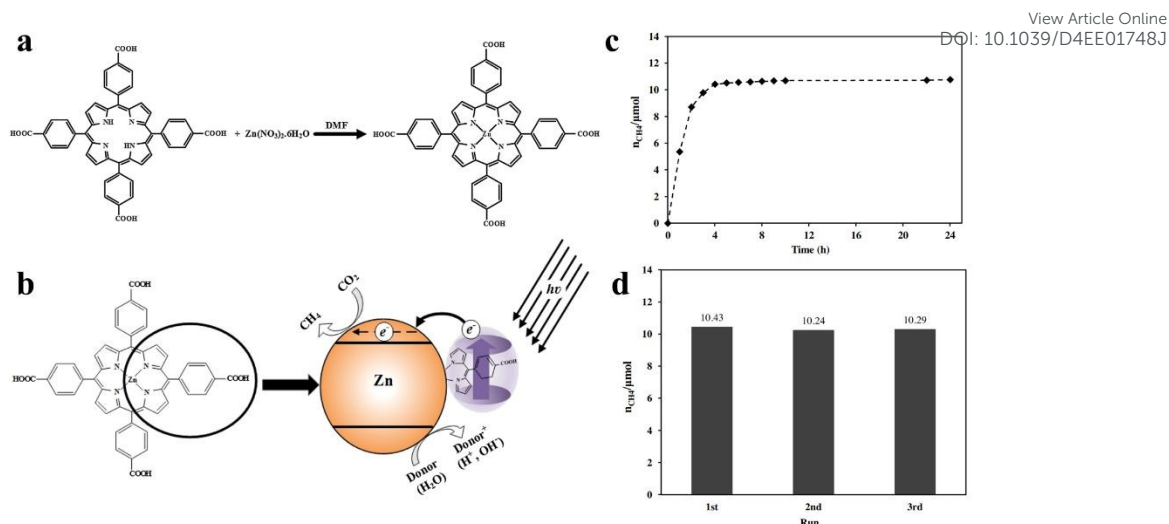 View Article Online
DOI: 10.1039/D4EE01748J
a
COOH
HOOC
NH
N
N
HN
COOH
COOH
+ Zn(NO3)2.6H2O
DMF
COOH
HOOC
N
N
Zn
N
N
COOH
COOH
b
COOH
HOOC
N
N
Zn
N
N
COOH
COOH
CO2
CH4
e-
e-
hυ
Zn
N
N
COOH
Donor
(H2O)
Donor+
(H+, OH-)
c
nCH4/μmol
14
12
10
8
6
4
2
0
0 4 8 12 16 20 24
Time (h)
d
nCH4/μmol
14
12
10
8
6
4
2
0
10.43 10.24 10.29
1st 2nd 3rd
Run